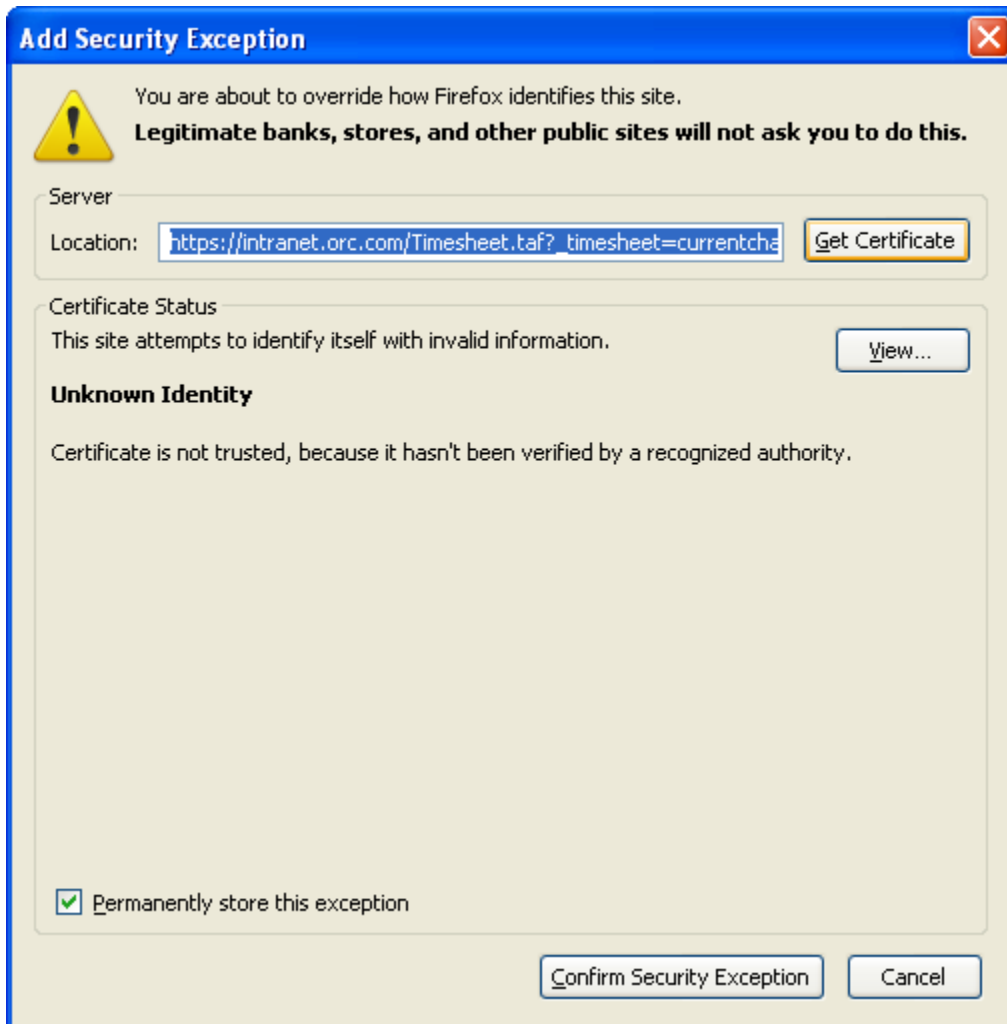 Add Security Exception
You are about to override how Firefox identifies this site.
Legitimate banks, stores, and other public sites will not ask you to do this.
Server
Location: https://intranet.orc.com/Timesheet.taf?_timesheet=currentcha Get Certificate
Certificate Status
This site attempts to identify itself with invalid information. View...
Unknown Identity
Certificate is not trusted, because it hasn't been verified by a recognized authority.
Permanently store this exception
Confirm Security Exception Cancel